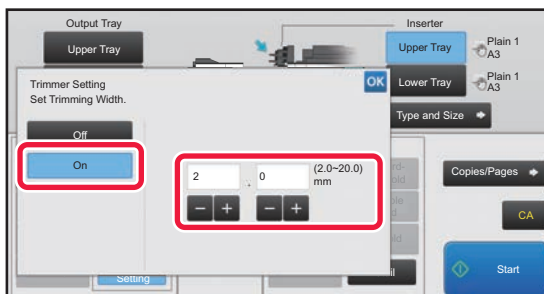 Output Tray
Inserter
Upper Tray
Upper Tray
Plain 1
A3
Trimmer Setting
Set Trimming Width.
OK
Lower Tray
Plain 1
A3
Type and Size
Off
On
2 . 0 (2.0~20.0)
mm
− + − +
Copies/Pages
CA
Setting
Start